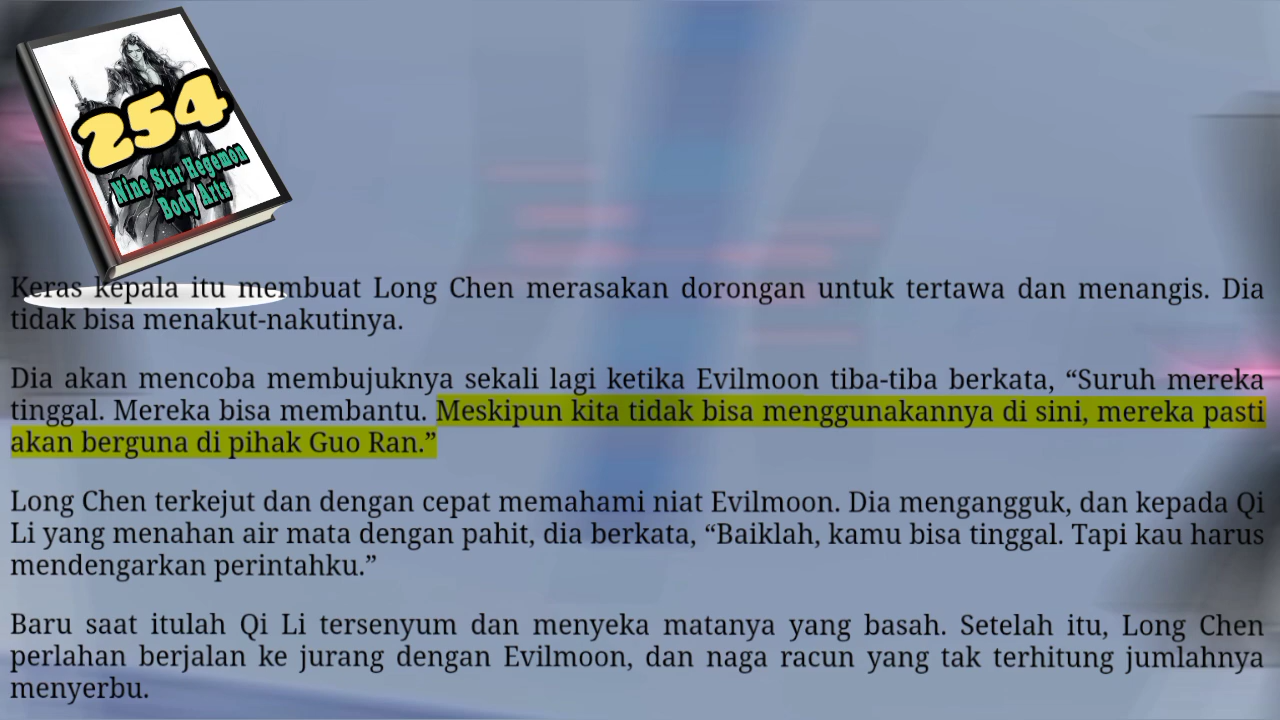 254
Nine Star Hegemon
Body Arts
Keras kepala itu membuat Long Chen merasakan dorongan untuk tertawa dan menangis. Dia
tidak bisa menakut-nakutinya.
Dia akan mencoba membujuknya sekali lagi ketika Evilmoon tiba-tiba berkata, “Suruh mereka
tinggal. Mereka bisa membantu. Meskipun kita tidak bisa menggunakannya di sini, mereka pasti
akan berguna di pihak Guo Ran.”
Long Chen terkejut dan dengan cepat memahami niat Evilmoon. Dia mengangguk, dan kepada Qi
Li yang menahan air mata dengan pahit, dia berkata, “Baiklah, kamu bisa tinggal. Tapi kau harus
mendengarkan perintahku.”
Baru saat itulah Qi Li tersenyum dan menyeka matanya yang basah. Setelah itu, Long Chen
perlahan berjalan ke jurang dengan Evilmoon, dan naga racun yang tak terhitung jumlahnya
menyerbu.